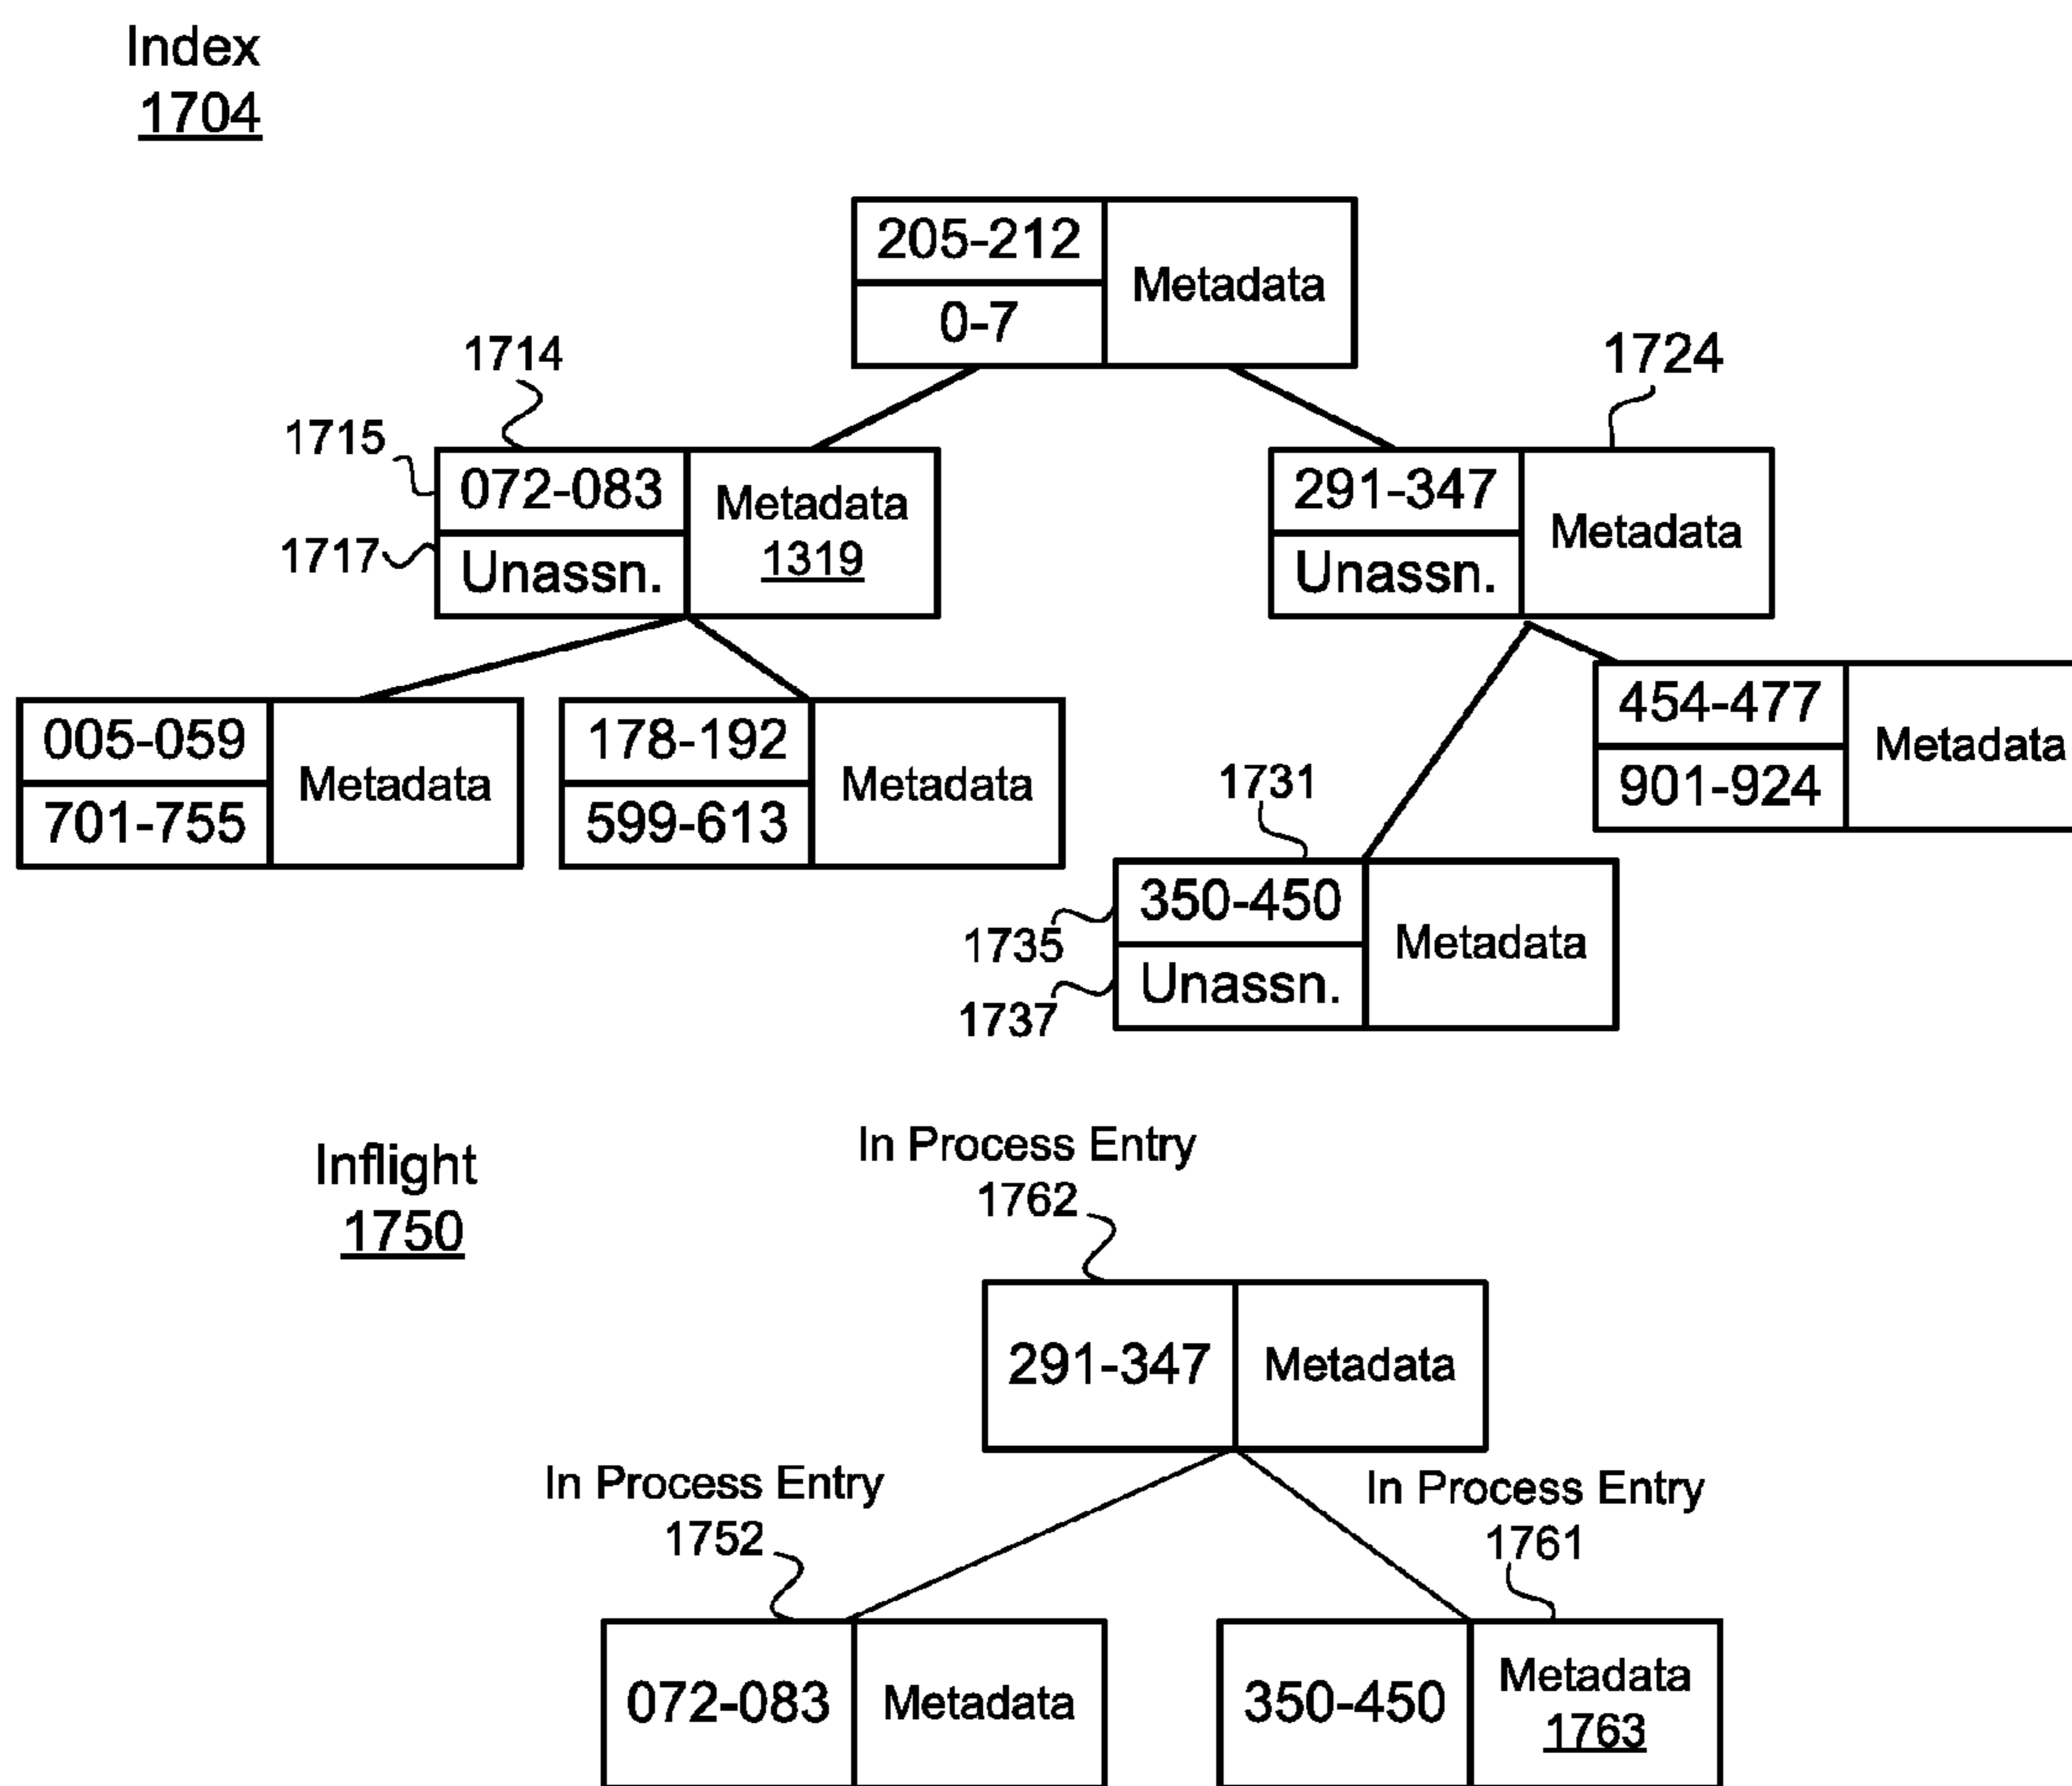 Index
1704
205-212
Metadata
0-7
1714
1724
1715
072-083
Metadata
1319
1717
Unassn.
291-347
Metadata
Unassn.
005-059
Metadata
701-755
178-192
Metadata
599-613
454-477
Metadata
901-924
1731
350-450
Metadata
1735
Unassn.
1737
Inflight
1750
In Process Entry
1762
291-347
Metadata
In Process Entry
1752
In Process Entry
1761
072-083
Metadata
350-450
Metadata
1763